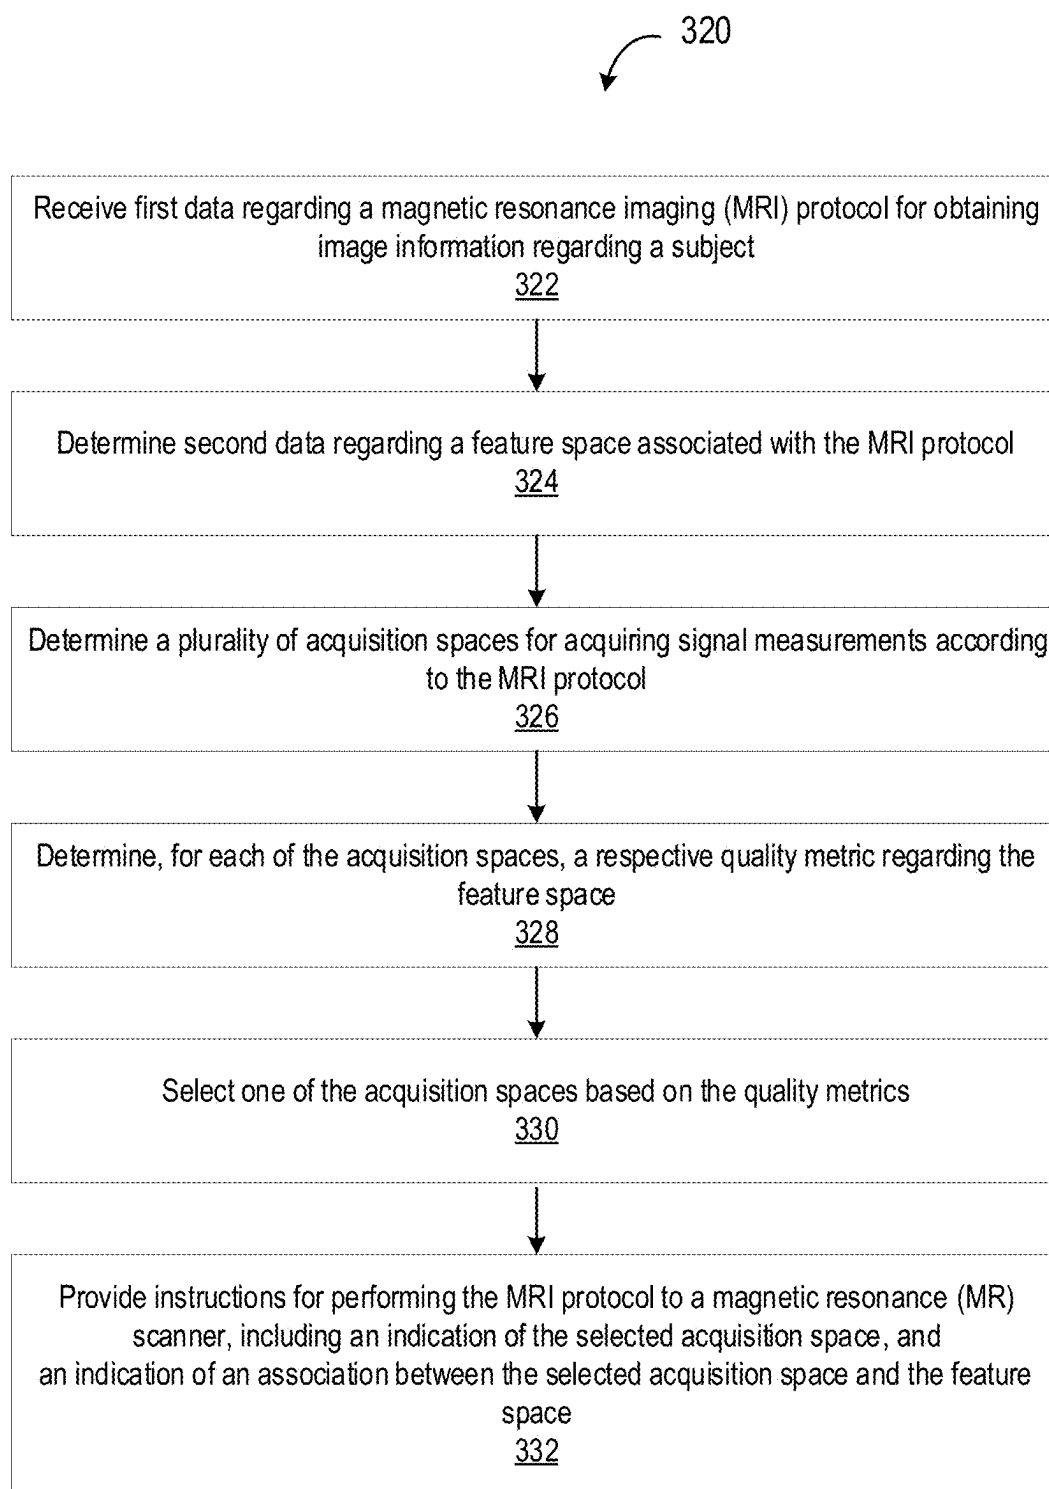 320
Receive first data regarding a magnetic resonance imaging (MRI) protocol for obtaining
image information regarding a subject
322
Determine second data regarding a feature space associated with the MRI protocol
324
Determine a plurality of acquisition spaces for acquiring signal measurements according
to the MRI protocol
326
Determine, for each of the acquisition spaces, a respective quality metric regarding the
feature space
328
Select one of the acquisition spaces based on the quality metrics
330
Provide instructions for performing the MRI protocol to a magnetic resonance (MR)
scanner, including an indication of the selected acquisition space, and
an indication of an association between the selected acquisition space and the feature
space
332